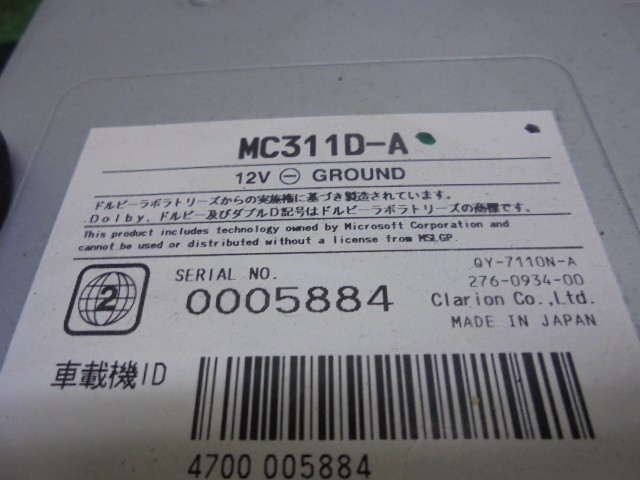 MC311D-A
12V ⊖ GROUND
ドルビーラボラトリーズからの実施権に基づき製造されています。
Dolby、ドルビー及びダブルD記号はドルビーラボラトリーズの商標です。
This product includes technology owned by Microsoft Corporation and
cannot be used or distributed without a license from MSLGP.
2
SERIAL NO.
0005884
QY-7110N-A
276-0934-00
Clarion Co.,Ltd.
MADE IN JAPAN
車載機ID
4700 005884